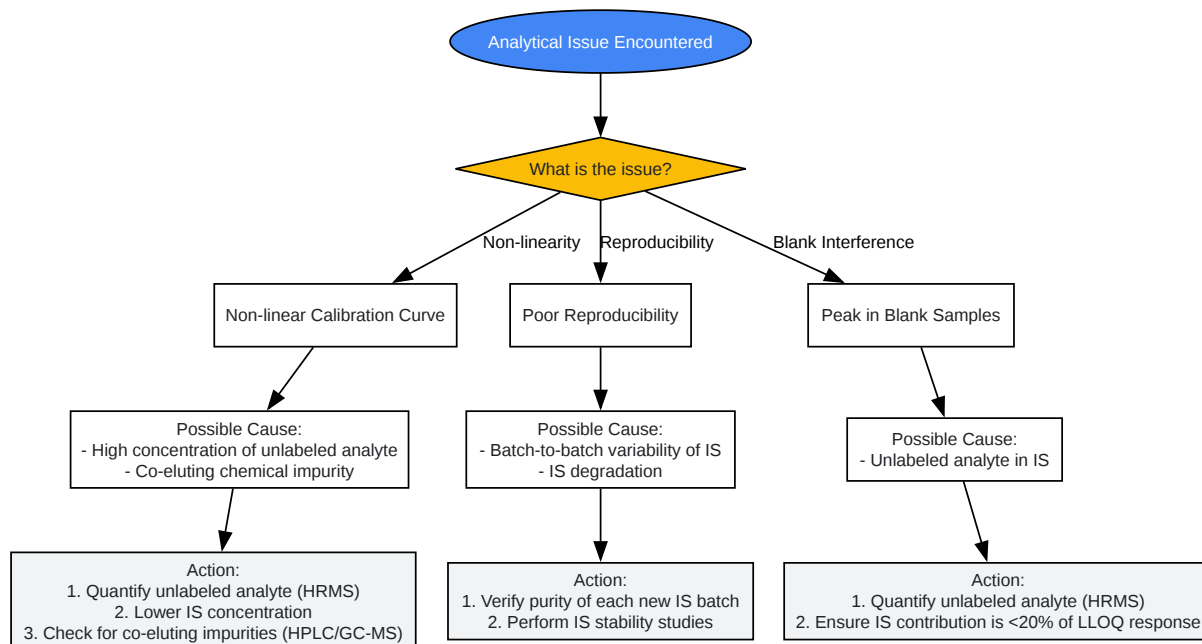 Analytical Issue Encountered
What is the issue?
Non-linearity
Reproducibility
Blank Interference
Non-linear Calibration Curve
Poor Reproducibility
Peak in Blank Samples
Possible Cause:
- High concentration of unlabeled analyte
- Co-eluting chemical impurity
Possible Cause:
- Batch-to-batch variability of IS
- IS degradation
Possible Cause:
- Unlabeled analyte in IS
Action:
1. Quantify unlabeled analyte (HRMS)
2. Lower IS concentration
3. Check for co-eluting impurities (HPLC/GC-MS)
Action:
1. Verify purity of each new IS batch
2. Perform IS stability studies
Action:
1. Quantify unlabeled analyte (HRMS)
2. Ensure IS contribution is <20% of LLOQ response